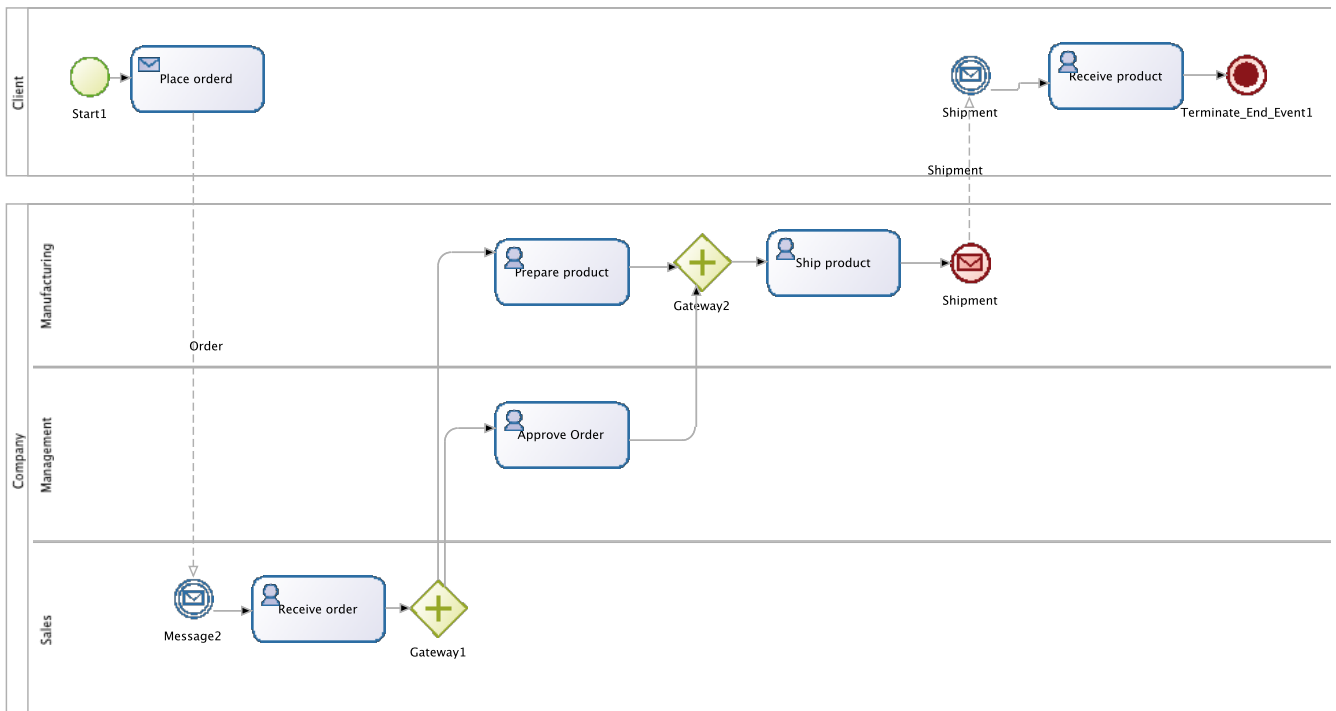 Client
Start1
Place orderd
Shipment
Receive product
Terminate_End_Event1
Shipment
Company
Manufacturing
Prepare product
Gateway2
Ship product
Shipment
Order
Management
Approve Order
Sales
Message2
Receive order
Gateway1